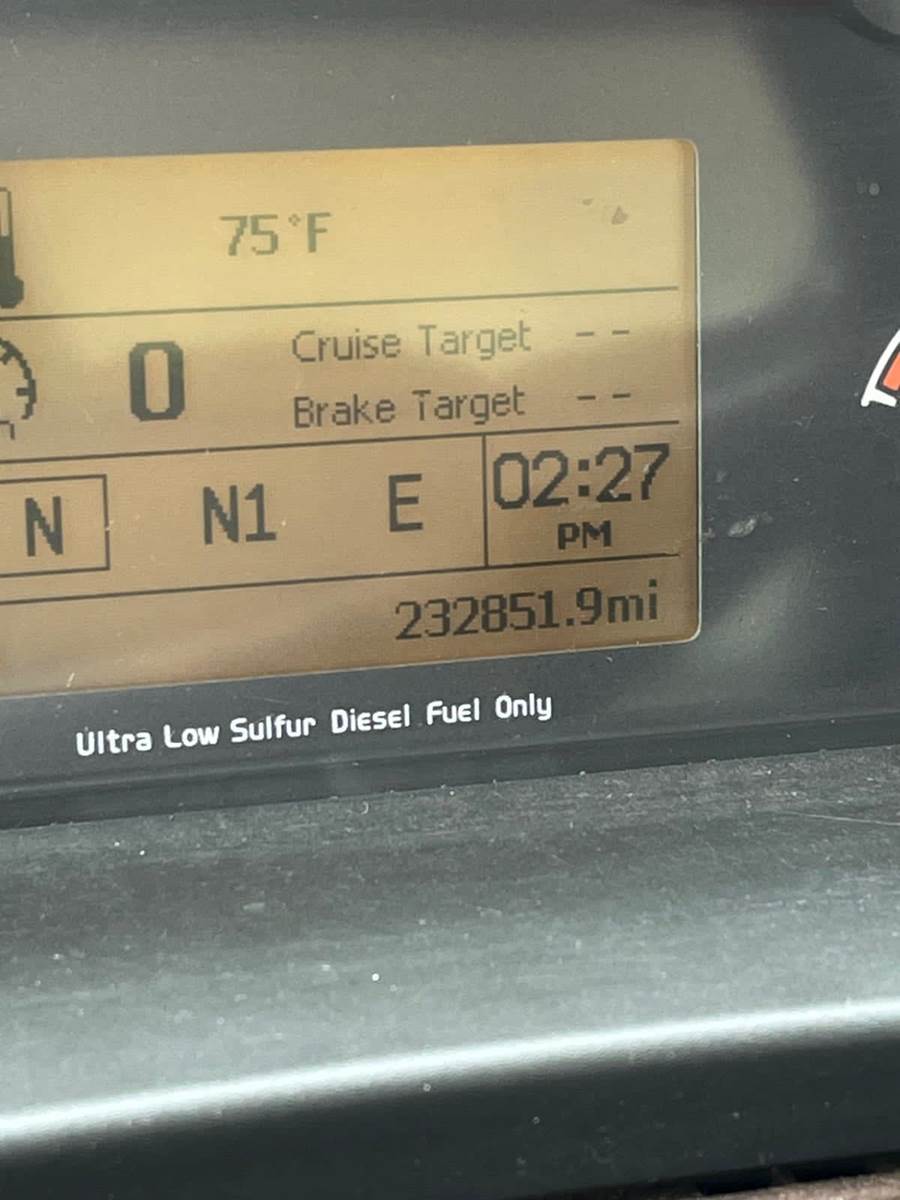 75°F
0
Cruise Target --
Brake Target --
N N1 E 02:27
PM
232851.9mi
Ultra Low Sulfur Diesel Fuel Only